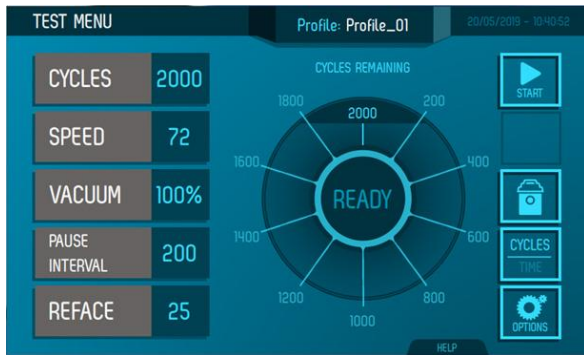 TEST MENU
Profile: Profile_01
20/05/2019 - 10:40:52
CYCLES 2000
SPEED 72
VACUUM 100%
PAUSE
INTERVAL
200
REFACE 25
CYCLES REMAINING
2000
200
400
600
800
1000
1200
1400
1600
1800
READY
START
CYCLES
TIME
OPTIONS
HELP